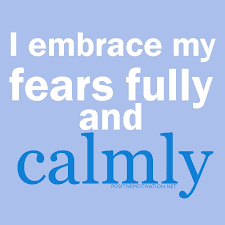 I embrace my
fears fully
and
calmly
POSITIVEMOTIVATION.NET